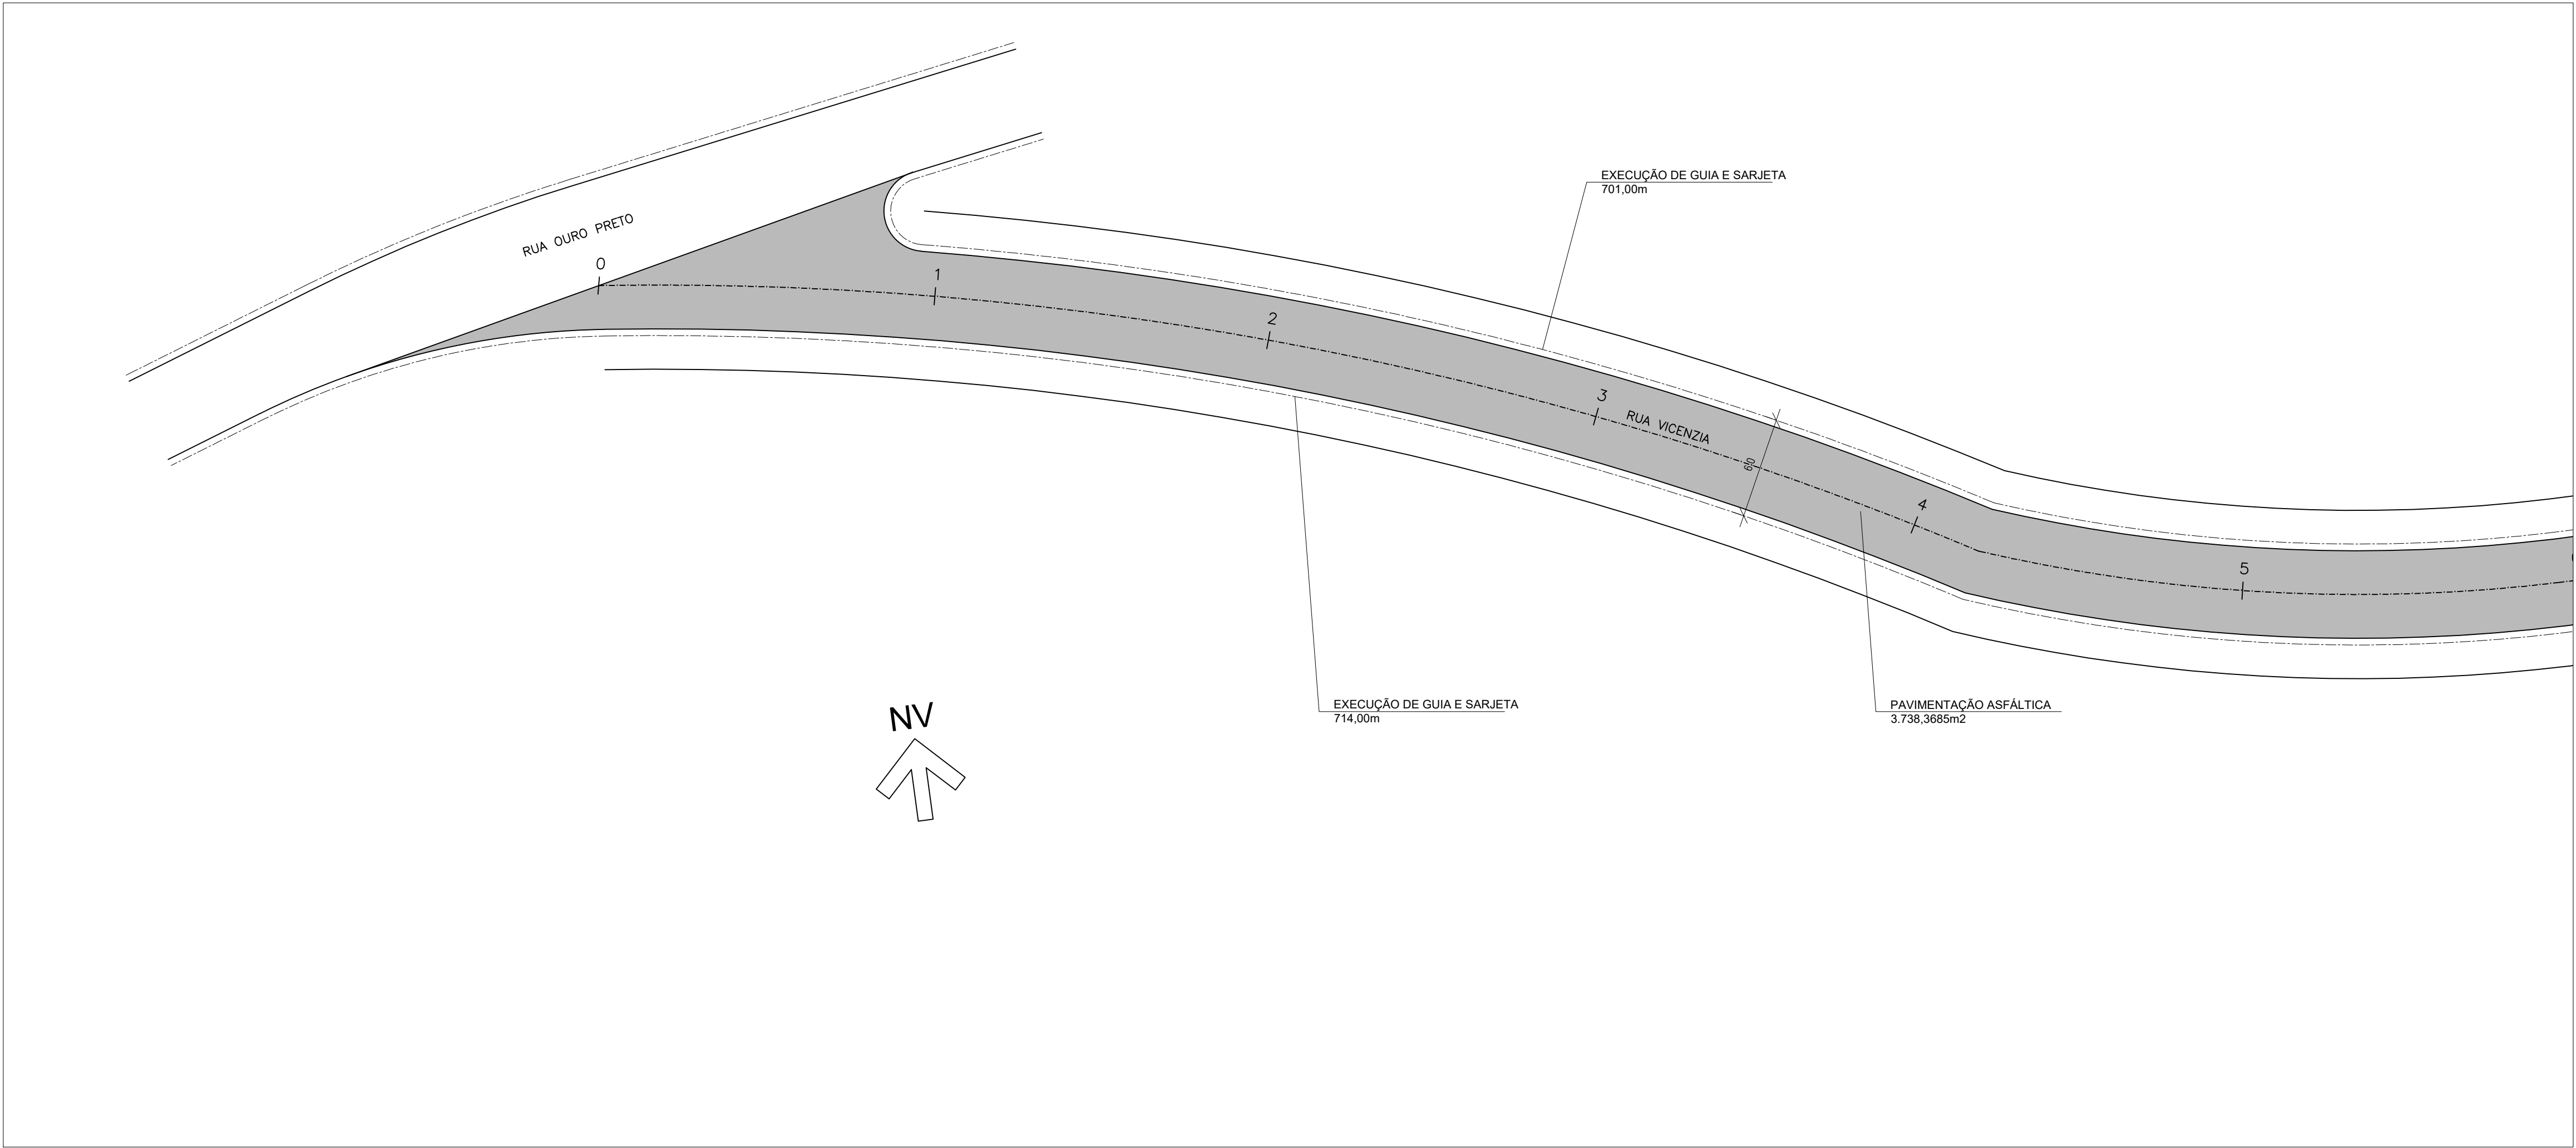 RUA OURO PRETO
0
1
2
3
RUA VICENZIA
4
5
EXECUÇÃO DE GUIA E SARJETA
701,00m
EXECUÇÃO DE GUIA E SARJETA
714,00m
PAVIMENTAÇÃO ASFÁLTICA
3.738,3685m2
NV